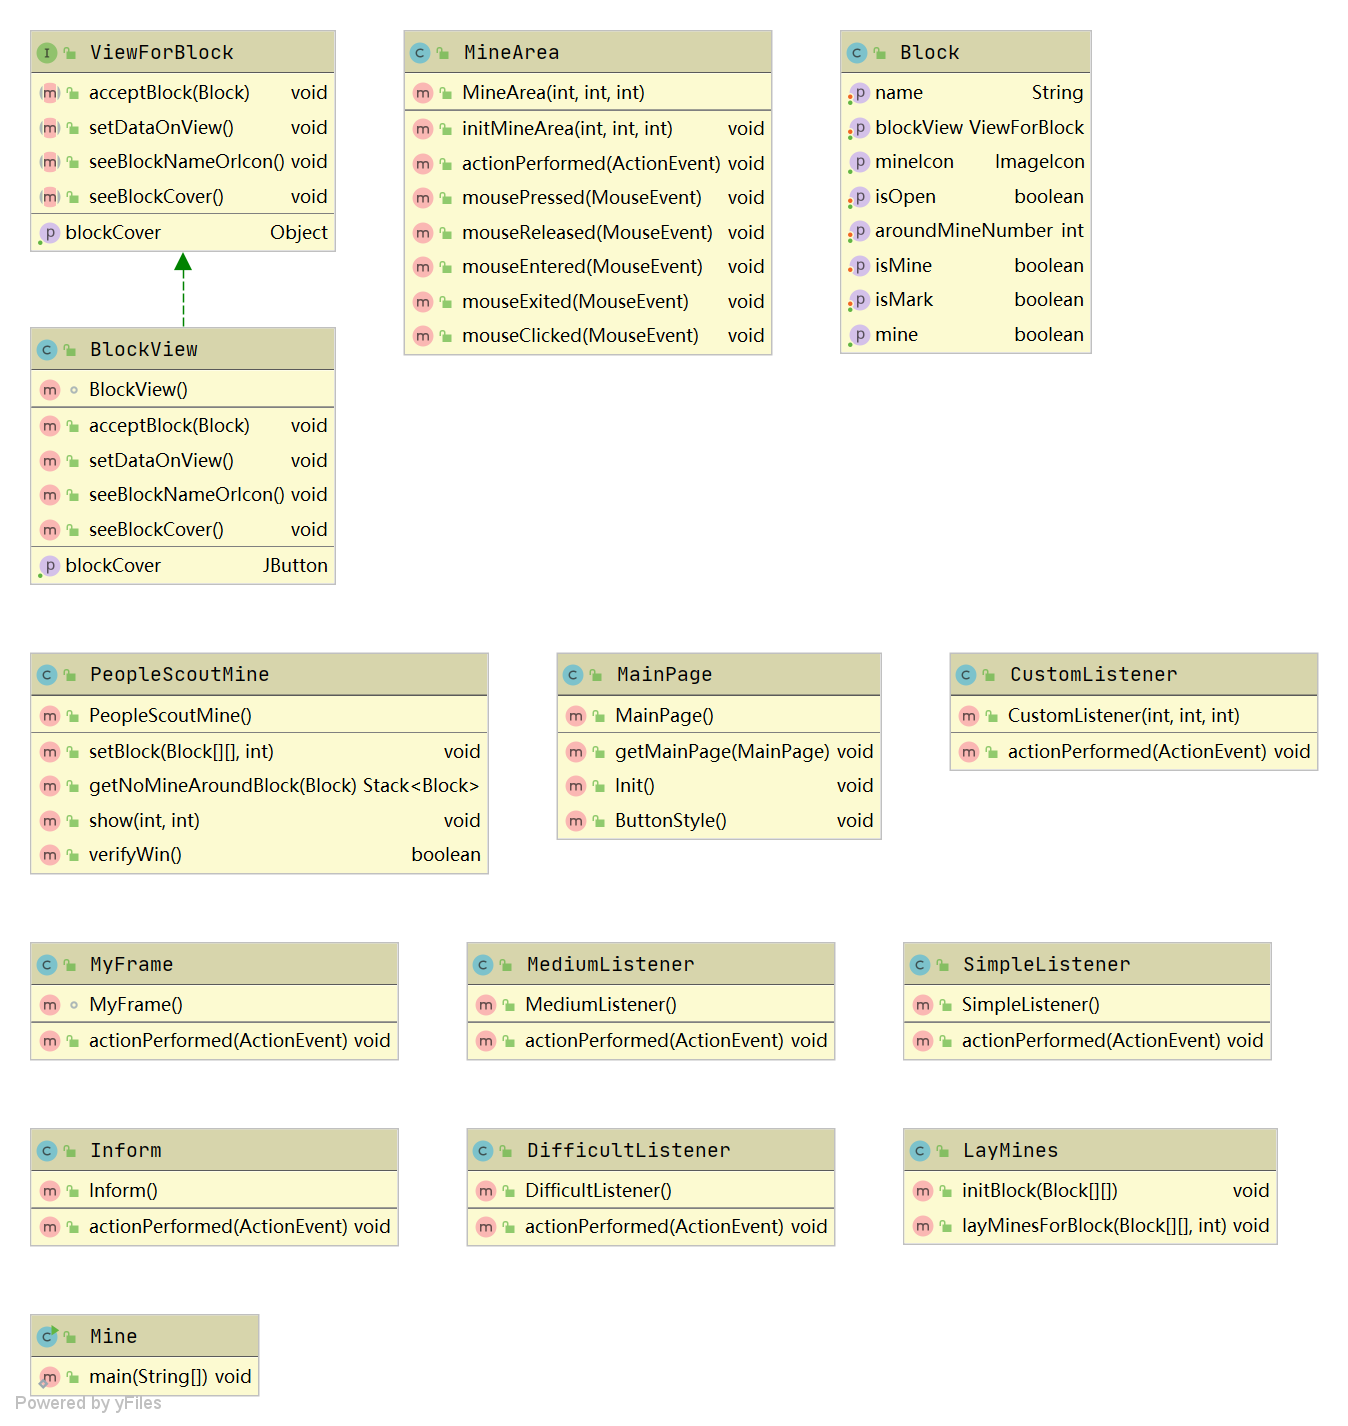 ViewForBlock
acceptBlock(Block) void
setDataOnView() void
seeBlockNameOrIcon() void
seeBlockCover() void
blockCover Object
MineArea
MineArea(int, int, int)
initMineArea(int, int, int) void
actionPerformed(ActionEvent) void
mousePressed(MouseEvent) void
mouseReleased(MouseEvent) void
mouseEntered(MouseEvent) void
mouseExited(MouseEvent) void
mouseClicked(MouseEvent) void
Block
name String
blockView ViewForBlock
mineIcon ImageIcon
isOpen boolean
aroundMineNumber int
isMine boolean
isMark boolean
mine boolean
BlockView
BlockView()
acceptBlock(Block) void
setDataOnView() void
seeBlockNameOrIcon() void
seeBlockCover() void
blockCover JButton
PeopleScoutMine
PeopleScoutMine()
setBlock(Block[][], int) void
getNoMineAroundBlock(Block) Stack<Block>
show(int, int) void
verifyWin() boolean
MainPage
MainPage()
getMainPage(MainPage) void
Init() void
ButtonStyle() void
CustomListener
CustomListener(int, int, int)
actionPerformed(ActionEvent) void
MyFrame
MyFrame()
actionPerformed(ActionEvent) void
MediumListener
MediumListener()
actionPerformed(ActionEvent) void
SimpleListener
SimpleListener()
actionPerformed(ActionEvent) void
Inform
Inform()
actionPerformed(ActionEvent) void
DifficultListener
DifficultListener()
actionPerformed(ActionEvent) void
LayMines
initBlock(Block[][]) void
layMinesForBlock(Block[][], int) void
Mine
main(String[]) void
Powered by yFiles